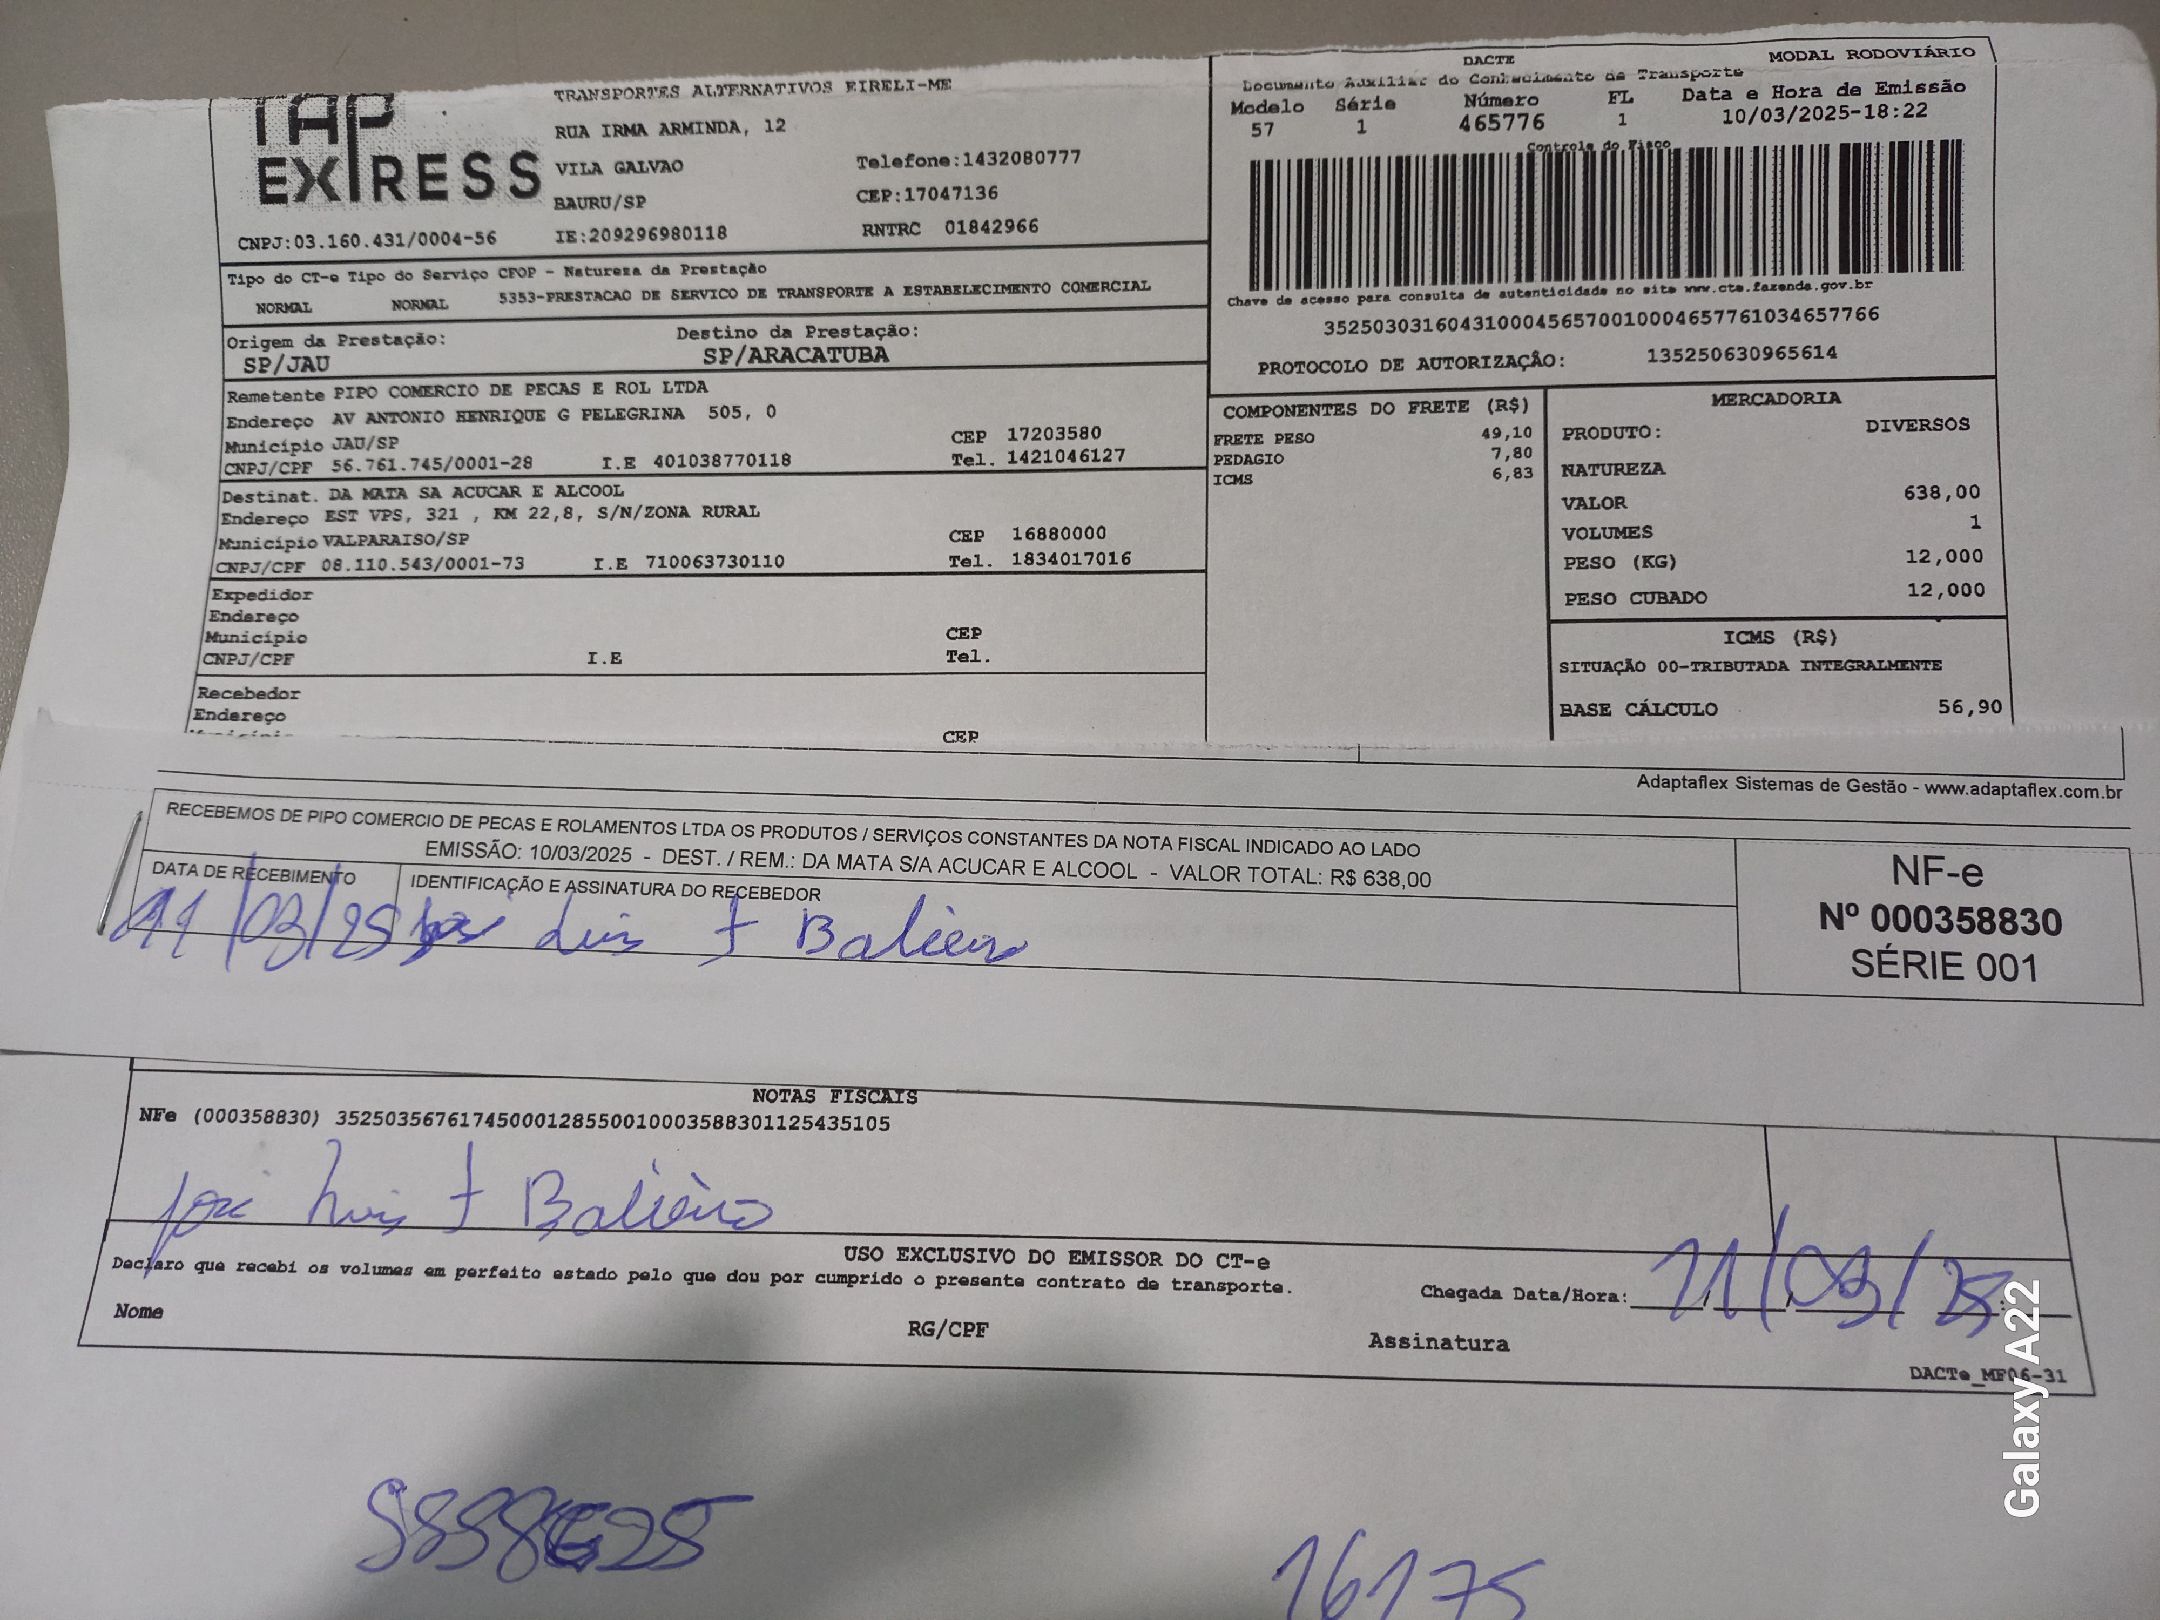 TAP EXPRESS
TRANSPORTES ALTERNATIVOS EIRELI-ME
RUA IRMA ARMINDA, 12
VILA GALVAO Telefone:1432080777
BAURU/SP CEP:17047136
CNPJ:03.160.431/0004-56 IE:209296980118 RNTRC 01842966
Tipo do CT-e Tipo do Serviço CFOP - Natureza da Prestação
NORMAL NORMAL 5353-PRESTACAO DE SERVICO DE TRANSPORTE A ESTABELECIMENTO COMERCIAL
Origem da Prestação: Destino da Prestação:
SP/JAU SP/ARACATUBA
Remetente PIPO COMERCIO DE PECAS E ROL LTDA
Endereço AV ANTONIO HENRIQUE G PELEGRINA 505, 0
Município JAU/SP CEP 17203580
CNPJ/CPF 56.761.745/0001-28 I.E 401038770118 Tel. 1421046127
Destinat. DA MATA SA ACUCAR E ALCOOL
Endereço EST VPS, 321 , KM 22,8, S/N/ZONA RURAL
Município VALPARAISO/SP CEP 16880000
CNPJ/CPF 08.110.543/0001-73 I.E 710063730110 Tel. 1834017016
Expedidor
Endereço
Município CEP
CNPJ/CPF I.E Tel.
Recebedor
Endereço
Município CEP
DACTE MODAL RODOVIÁRIO
Documento Auxiliar do Conhecimento de Transporte
Modelo Série Número FL Data e Hora de Emissão
57 1 465776 1 10/03/2025-18:22
Controle do Fisco
Chave de acesso para consulta de autenticidade no site www.cte.fazenda.gov.br
35250303160431000456570010004657761034657766
PROTOCOLO DE AUTORIZAÇÃO: 135250630965614
COMPONENTES DO FRETE (R$)
FRETE PESO 49,10
PEDAGIO 7,80
ICMS 6,83
MERCADORIA
PRODUTO: DIVERSOS
NATUREZA
VALOR 638,00
VOLUMES 1
PESO (KG) 12,000
PESO CUBADO 12,000
ICMS (R$)
SITUAÇÃO 00-TRIBUTADA INTEGRALMENTE
BASE CÁLCULO 56,90
Adaptaflex Sistemas de Gestão - www.adaptaflex.com.br
RECEBEMOS DE PIPO COMERCIO DE PECAS E ROLAMENTOS LTDA OS PRODUTOS / SERVIÇOS CONSTANTES DA NOTA FISCAL INDICADO AO LADO
EMISSÃO: 10/03/2025 - DEST. / REM.: DA MATA S/A ACUCAR E ALCOOL - VALOR TOTAL: R$ 638,00
DATA DE RECEBIMENTO IDENTIFICAÇÃO E ASSINATURA DO RECEBEDOR
11/03/25 José Luis F Balieiro
NF-e
Nº 000358830
SÉRIE 001
NOTAS FISCAIS
NFe (000358830) 35250356761745000128550010003588301125435105
José Luis F Balieiro
USO EXCLUSIVO DO EMISSOR DO CT-e
Declaro que recebi os volumes em perfeito estado pelo que dou por cumprido o presente contrato de transporte.
Chegada Data/Hora: 11/03/25
Nome RG/CPF Assinatura
DACTe_MF06-31
16175
Galaxy A22